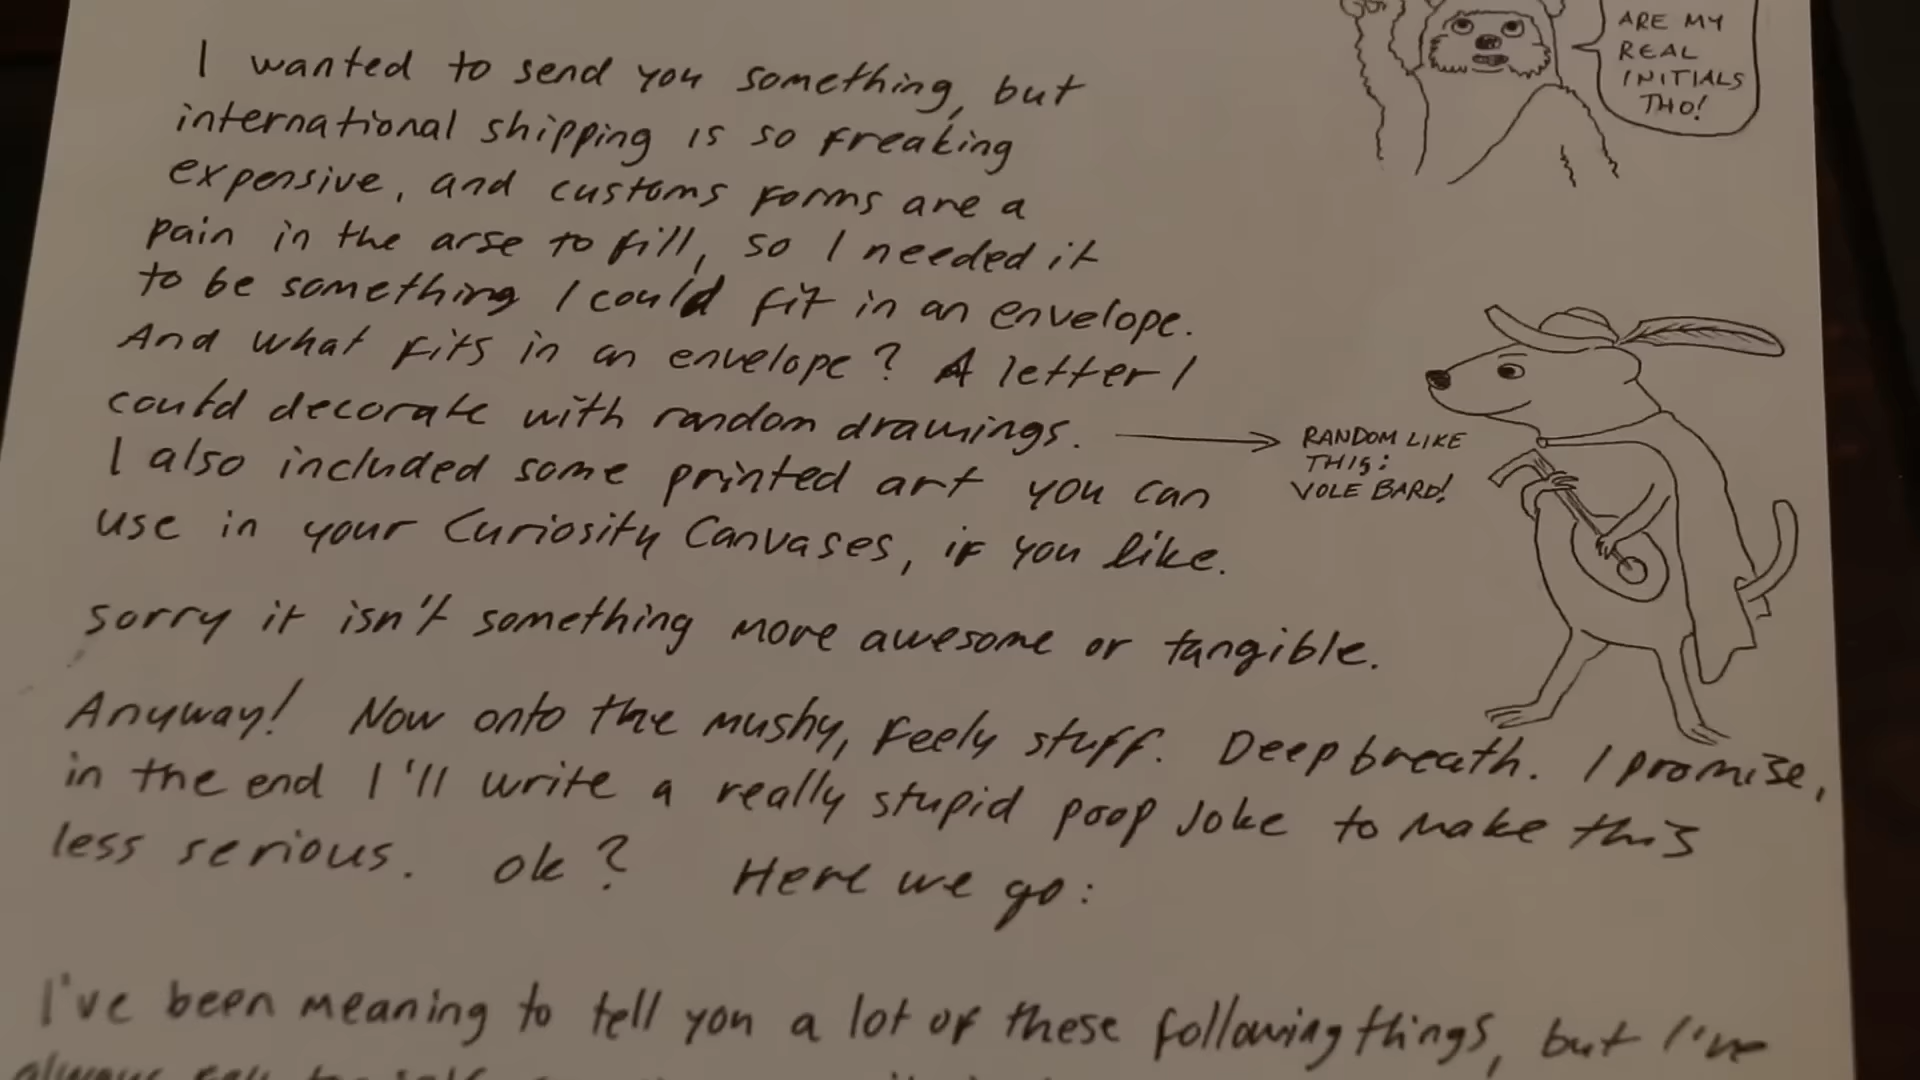 ARE MY
REAL
INITIALS
THO!
I wanted to send you something, but
international shipping is so freaking
expensive, and customs forms are a
pain in the arse to fill, so I needed it
to be something I could fit in an envelope.
And what fits in an envelope? A letter I
could decorate with random drawings.
RANDOM LIKE
THIS:
VOLE BARD!
I also included some printed art you can
use in your Curiosity Canvases, if you like.
sorry it isn't something more awesome or tangible.
Anyway! Now onto the mushy, feely stuff. Deep breath. I promise,
in the end I'll write a really stupid poop joke to make this
less serious. ok? Here we go:
I've been meaning to tell you a lot of these following things, but I've
always